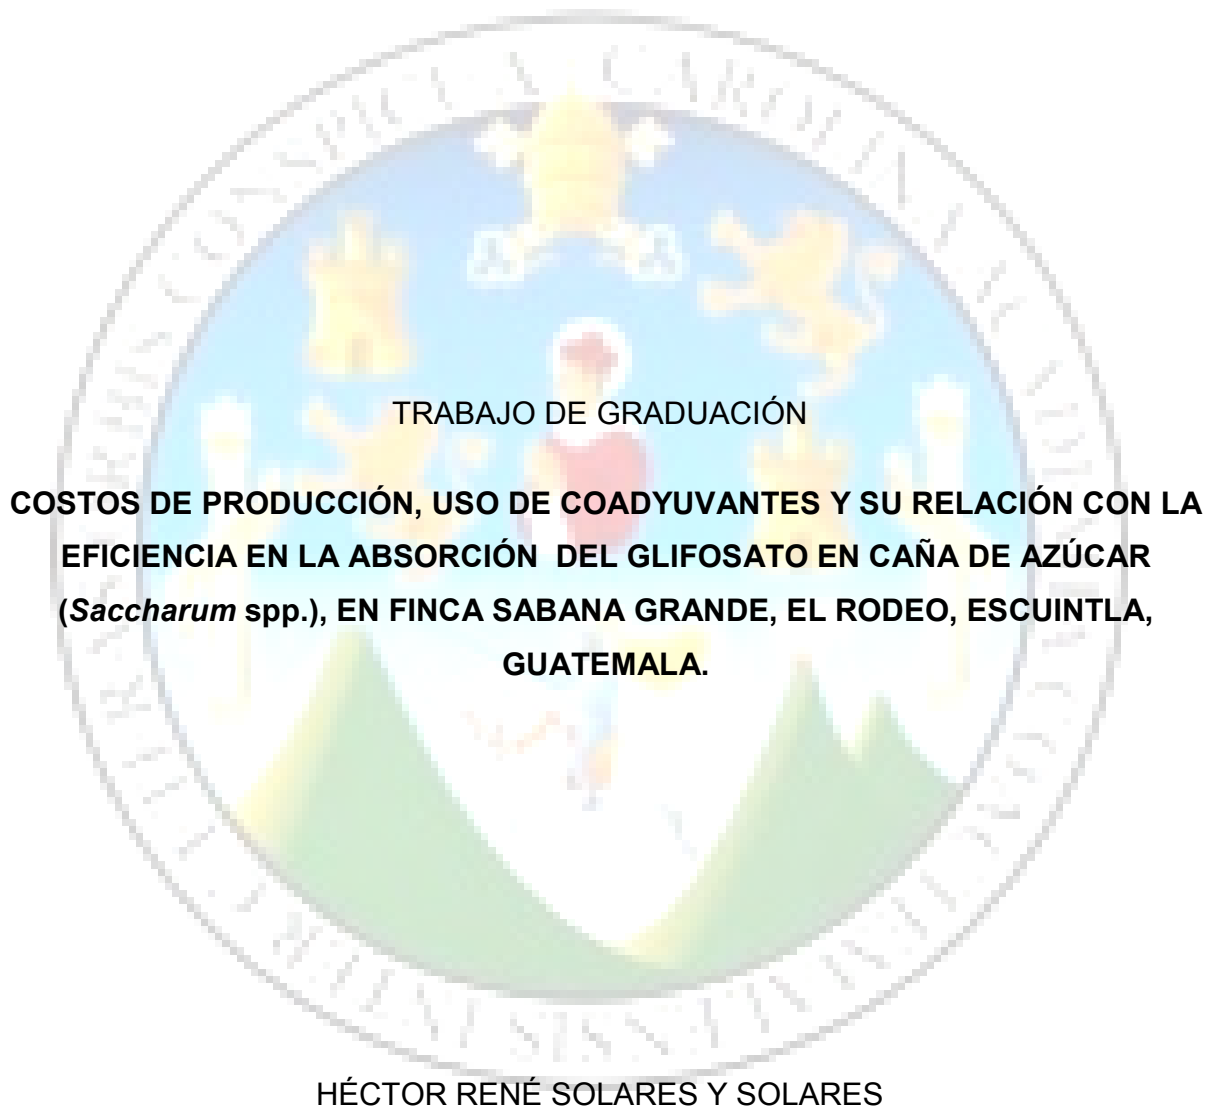 TRABAJO DE GRADUACIÓN
COSTOS DE PRODUCCIÓN, USO DE COADYUVANTES Y SU RELACIÓN CON LA
EFICIENCIA EN LA ABSORCIÓN DEL GLIFOSATO EN CAÑA DE AZÚCAR
(Saccharum spp.), EN FINCA SABANA GRANDE, EL RODEO, ESCUINTLA,
GUATEMALA.
HÉCTOR RENÉ SOLARES Y SOLARES